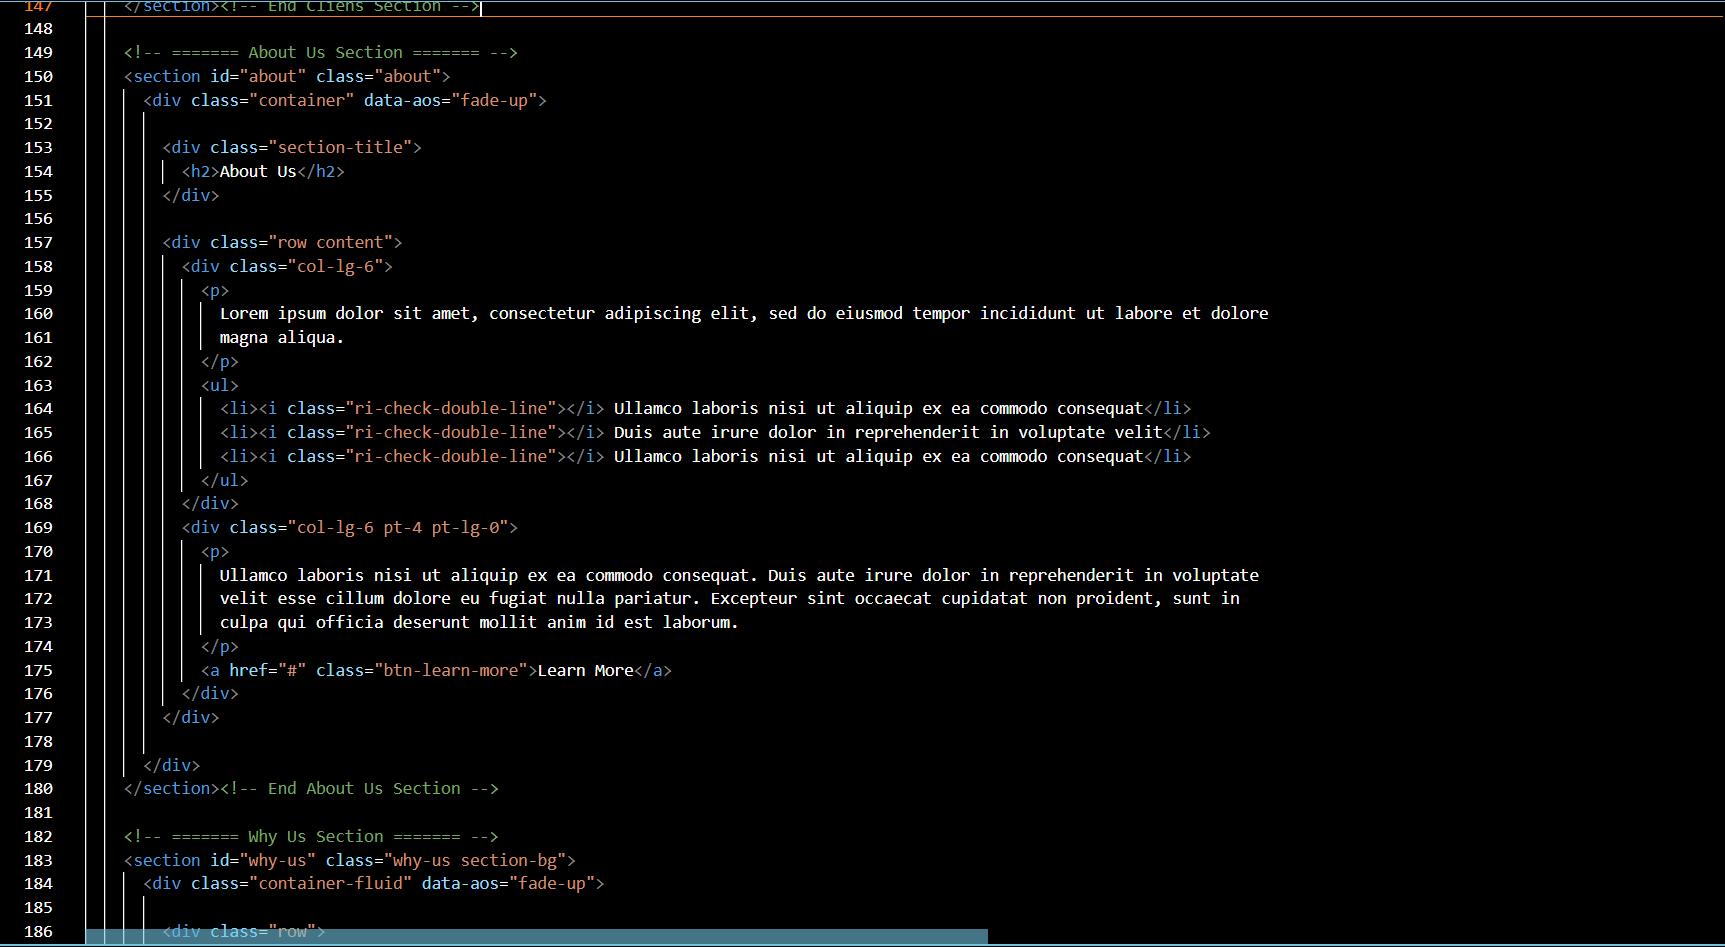 147 </section><!-- End Cliens Section -->
148
149 <!-- ======= About Us Section ======= -->
150 <section id="about" class="about">
151 <div class="container" data-aos="fade-up">
152
153 <div class="section-title">
154 <h2>About Us</h2>
155 </div>
156
157 <div class="row content">
158 <div class="col-lg-6">
159 <p>
160 Lorem ipsum dolor sit amet, consectetur adipiscing elit, sed do eiusmod tempor incididunt ut labore et dolore
161 magna aliqua.
162 </p>
163 <ul>
164 <li><i class="ri-check-double-line"></i> Ullamco laboris nisi ut aliquip ex ea commodo consequat</li>
165 <li><i class="ri-check-double-line"></i> Duis aute irure dolor in reprehenderit in voluptate velit</li>
166 <li><i class="ri-check-double-line"></i> Ullamco laboris nisi ut aliquip ex ea commodo consequat</li>
167 </ul>
168 </div>
169 <div class="col-lg-6 pt-4 pt-lg-0">
170 <p>
171 Ullamco laboris nisi ut aliquip ex ea commodo consequat. Duis aute irure dolor in reprehenderit in voluptate
172 velit esse cillum dolore eu fugiat nulla pariatur. Excepteur sint occaecat cupidatat non proident, sunt in
173 culpa qui officia deserunt mollit anim id est laborum.
174 </p>
175 <a href="#" class="btn-learn-more">Learn More</a>
176 </div>
177 </div>
178
179 </div>
180 </section><!-- End About Us Section -->
181
182 <!-- ======= Why Us Section ======= -->
183 <section id="why-us" class="why-us section-bg">
184 <div class="container-fluid" data-aos="fade-up">
185
186 <div class="row">